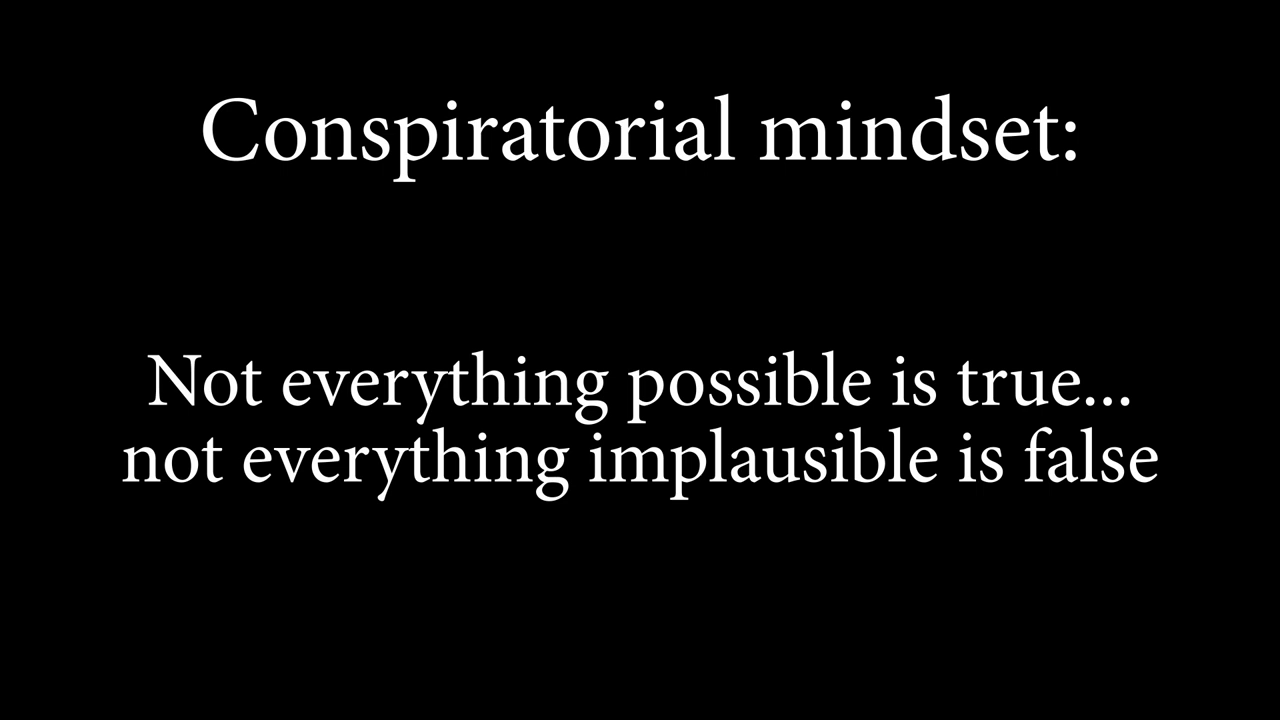 Conspiratorial mindset:
Not everything possible is true...
not everything implausible is false